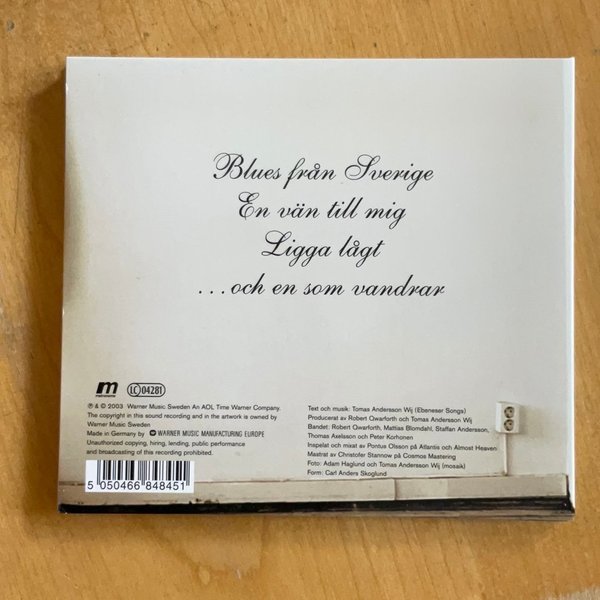 Blues från Sverige
En vän till mig
Ligga lågt
...och en som vandrar
m
metronome
LC 04281
℗ & © 2003 Warner Music Sweden An AOL Time Warner Company.
The copyright in this sound recording and in the artwork is owned by
Warner Music Sweden
Made in Germany by WARNER MUSIC MANUFACTURING EUROPE
Unauthorized copying, hiring, lending, public performance
and broadcasting of this recording prohibited.
5 050466 848451
Text och musik: Tomas Andersson Wij (Ebeneser Songs)
Producerat av Robert Qwarforth och Tomas Andersson Wij
Bandet: Robert Qwarforth, Mattias Blomdahl, Staffan Andersson,
Thomas Axelsson och Peter Korhonen
Inspelat och mixat av Pontus Olsson på Atlantis och Almost Heaven
Mastrat av Christofer Stannow på Cosmos Mastering
Foto: Adam Haglund och Tomas Andersson Wij (mosaik)
Form: Carl Anders Skoglund